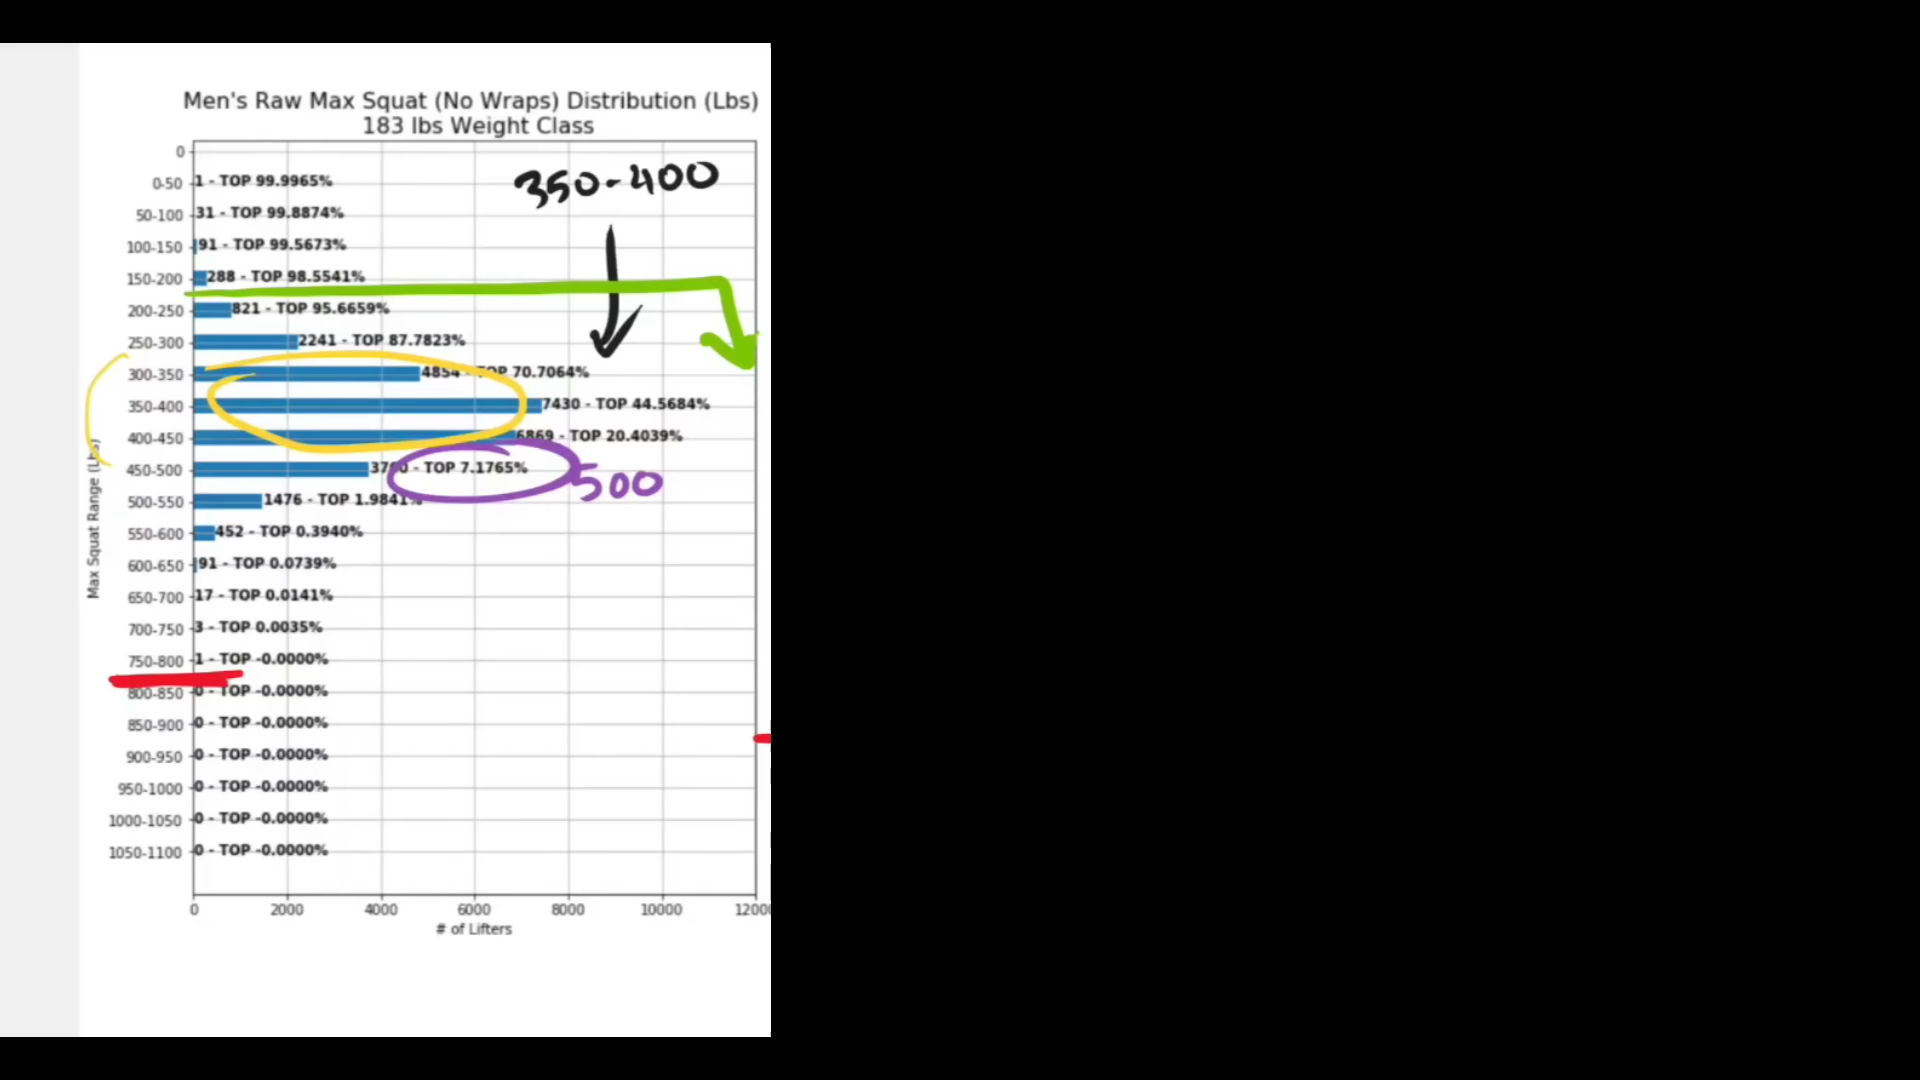 Men's Raw Max Squat (No Wraps) Distribution (Lbs)
183 lbs Weight Class
0
350-400
0-50 1 - TOP 99.9965%
50-100 31 - TOP 99.8874%
100-150 91 - TOP 99.5673%
150-200 288 - TOP 98.5541%
200-250 821 - TOP 95.6659%
250-300 2241 - TOP 87.7823%
300-350 4854 - TOP 70.7064%
350-400 7430 - TOP 44.5684%
400-450 6869 - TOP 20.4039%
450-500 - TOP 7.1765%
500
500-550 1476 - TOP 1.9841%
550-600 452 - TOP 0.3940%
600-650 91 - TOP 0.0739%
650-700 17 - TOP 0.0141%
700-750 3 - TOP 0.0035%
750-800 1 - TOP -0.0000%
800-850 0 - TOP -0.0000%
850-900 0 - TOP -0.0000%
900-950 0 - TOP -0.0000%
950-1000 0 - TOP -0.0000%
1000-1050 0 - TOP -0.0000%
1050-1100 0 - TOP -0.0000%
Max Squat Range (Lbs)
0 2000 4000 6000 8000 10000 12000
# of Lifters